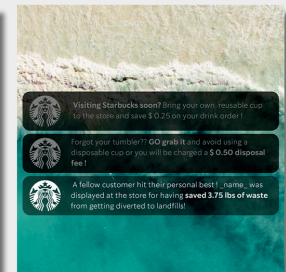 Visiting Starbucks soon? Bring your own, reusable cup
to the store and save $ 0.25 on your drink order !
Forgot your tumbler?? GO grab it and avoid using a
disposable cup or you will be charged a $ 0.50 disposal
fee !
A fellow customer hit their personal best ! _name_ was
displayed at the store for having saved 3.75 lbs of waste
from getting diverted to landfills!